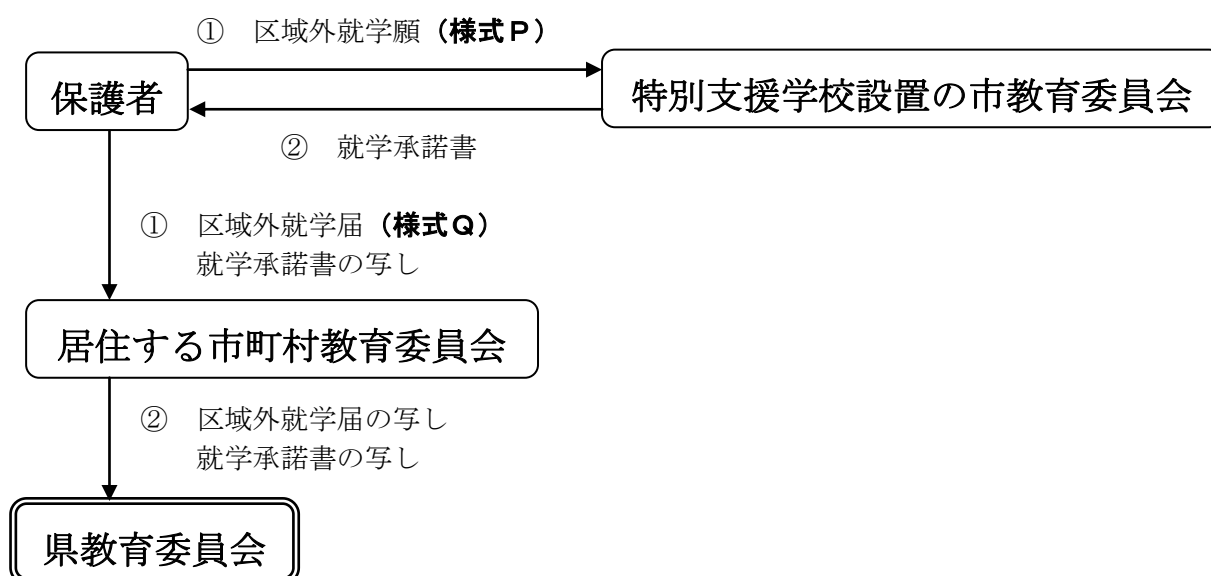 ① 区域外就学願（様式Ｐ）
保護者
特別支援学校設置の市教育委員会
② 就学承諾書
① 区域外就学届（様式Ｑ）
就学承諾書の写し
居住する市町村教育委員会
② 区域外就学届の写し
就学承諾書の写し
県教育委員会